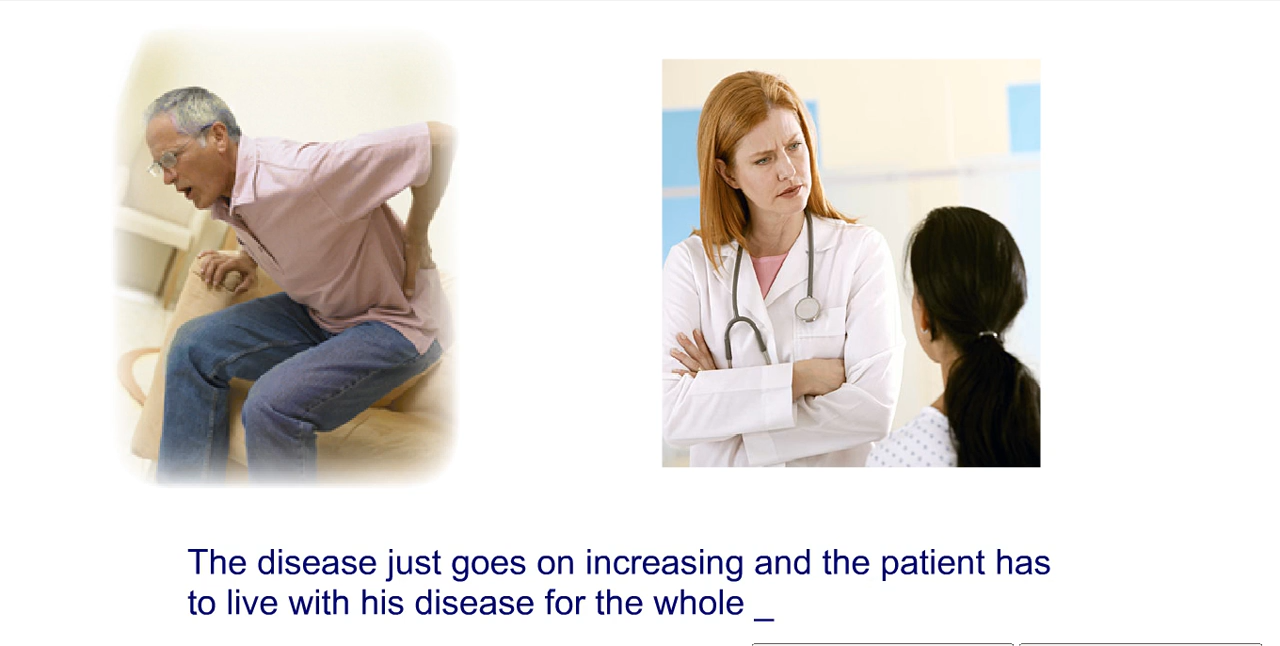 The disease just goes on increasing and the patient has
to live with his disease for the whole _